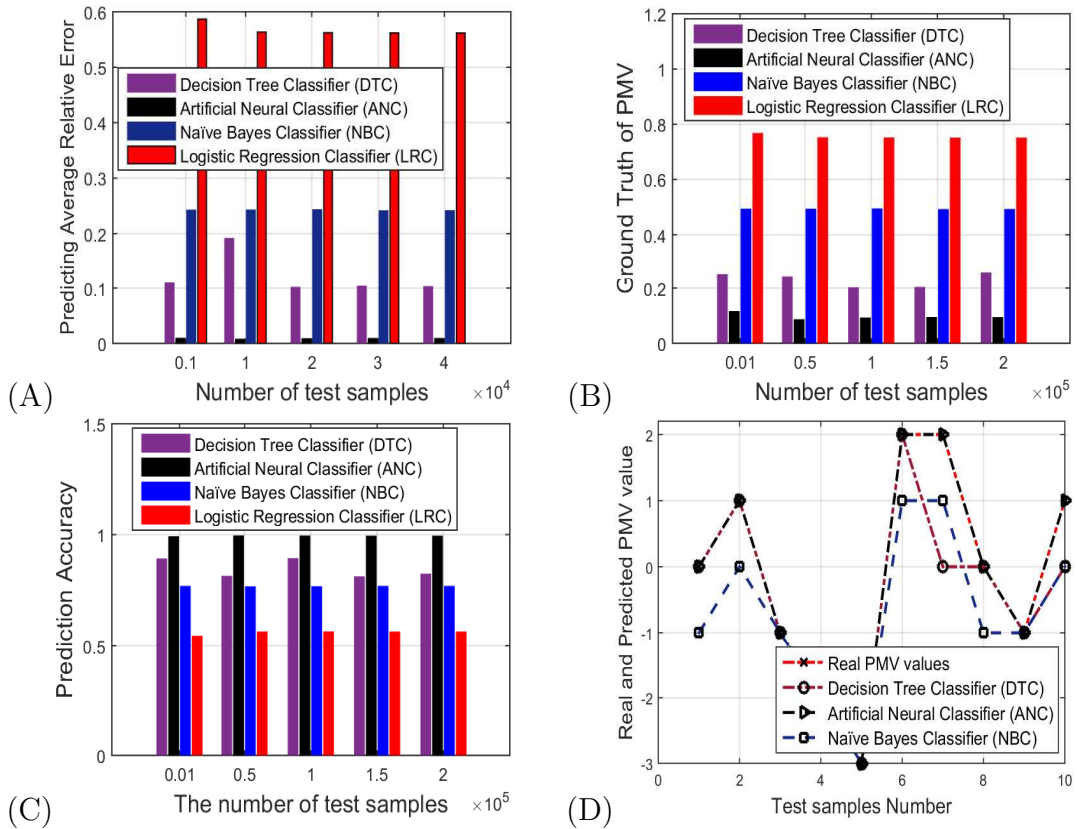 0.6
0.5
0.4
0.3
0.2
0.1
0
Predicting Average Relative Error
Decision Tree Classifier (DTC)
Artificial Neural Classifier (ANC)
Naïve Bayes Classifier (NBC)
Logistic Regression Classifier (LRC)
0.1 1 2 3 4
Number of test samples ×10^4
(A)
1.2
1
0.8
0.6
0.4
0.2
0
Ground Truth of PMV
Decision Tree Classifier (DTC)
Artificial Neural Classifier (ANC)
Naïve Bayes Classifier (NBC)
Logistic Regression Classifier (LRC)
0.01 0.5 1 1.5 2
Number of test samples ×10^5
(B)
1.5
1
0.5
0
Prediction Accuracy
Decision Tree Classifier (DTC)
Artificial Neural Classifier (ANC)
Naïve Bayes Classifier (NBC)
Logistic Regression Classifier (LRC)
0.01 0.5 1 1.5 2
The number of test samples ×10^5
(C)
2
1
0
-1
-2
-3
Real and Predicted PMV value
Real PMV values
Decision Tree Classifier (DTC)
Artificial Neural Classifier (ANC)
Naïve Bayes Classifier (NBC)
0 2 4 6 8 10
Test samples Number
(D)